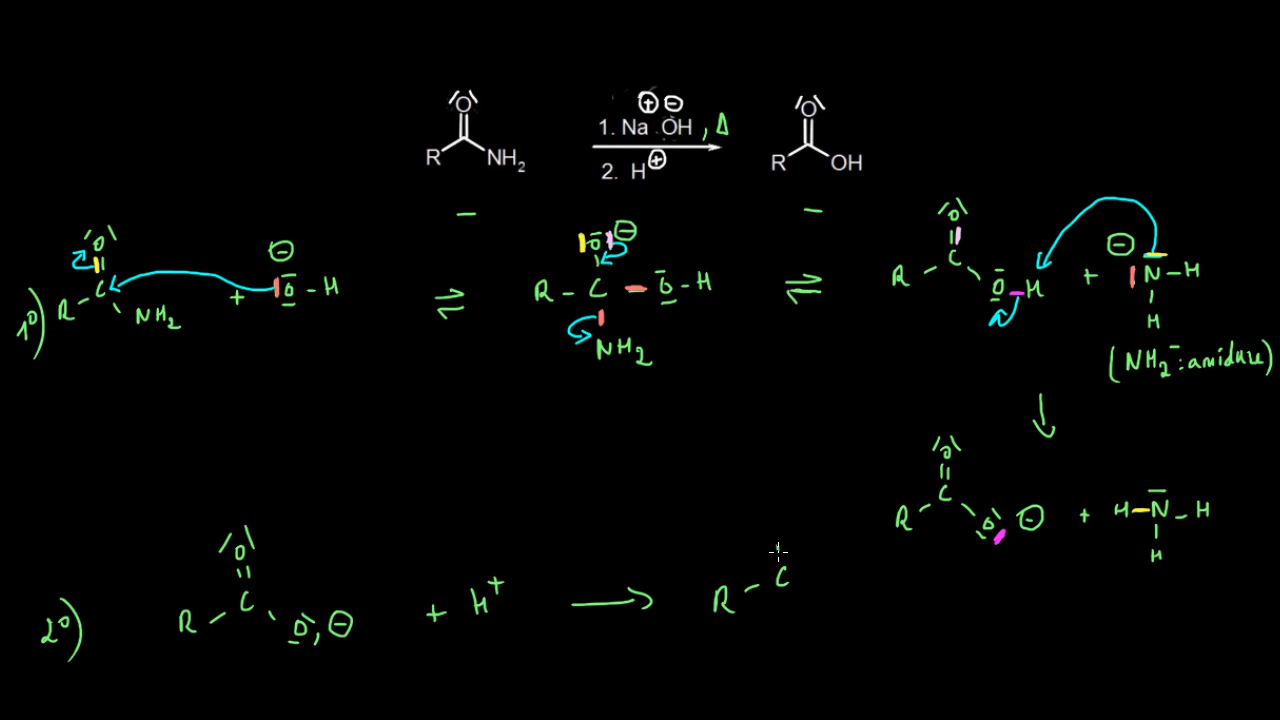 O O
1. Na⊕ OH⊖ , Δ
R NH₂ 2. H⊕ R OH
O ⊖ O ⊖ O ⊖
1°) R - C NH₂ + O - H ⇌ R - C - O - H NH₂ ⇌ R - C O - H + N - H
H
(NH₂⁻ : amidure)
↓
O
R - C O ⊖ + H - N - H
H
O
2°) R - C O, ⊖ + H⁺ → R - C